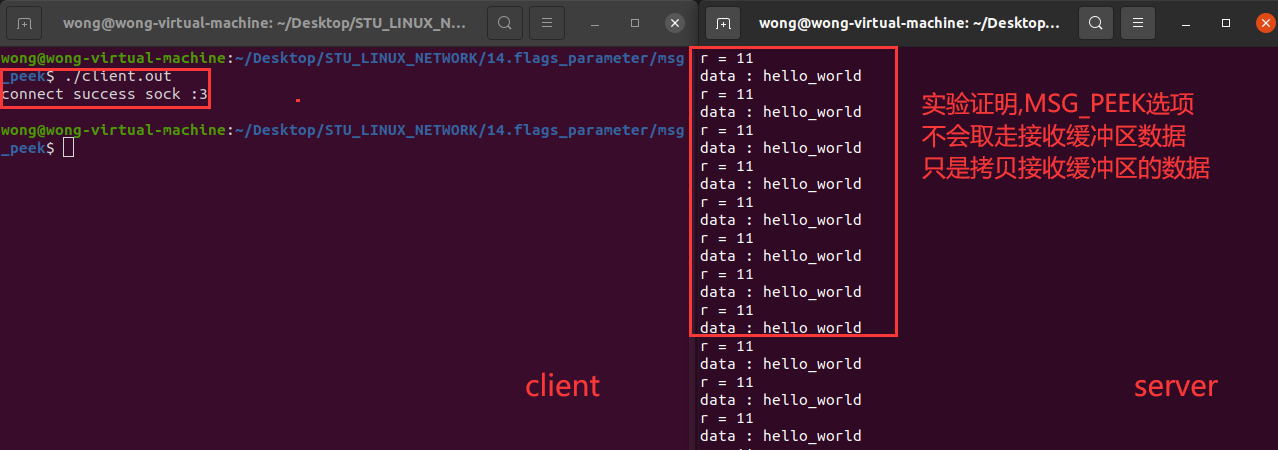 wong@wong-virtual-machine: ~/Desktop/STU_LINUX_N...
wong@wong-virtual-machine:~/Desktop/STU_LINUX_NETWORK/14.flags_parameter/msg
_peek$ ./client.out
connect success sock :3
wong@wong-virtual-machine:~/Desktop/STU_LINUX_NETWORK/14.flags_parameter/msg
_peek$
client
wong@wong-virtual-machine: ~/Desktop...
r = 11
data : hello_world
r = 11
data : hello_world
r = 11
data : hello_world
r = 11
data : hello_world
r = 11
data : hello_world
r = 11
data : hello_world
r = 11
data : hello_world
r = 11
data : hello_world
r = 11
data : hello_world
r = 11
data : hello_world
r = 11
data : hello_world
实验证明,MSG_PEEK选项
不会取走接收缓冲区数据
只是拷贝接收缓冲区的数据
server